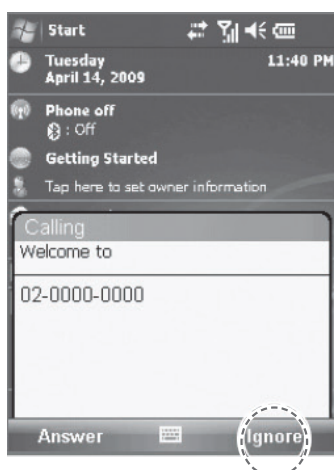 Start
Tuesday 11:40 PM
April 14, 2009
Phone off
: Off
Getting Started
Tap here to set owner information
Calling
Welcome to
02-0000-0000
Answer Ignore